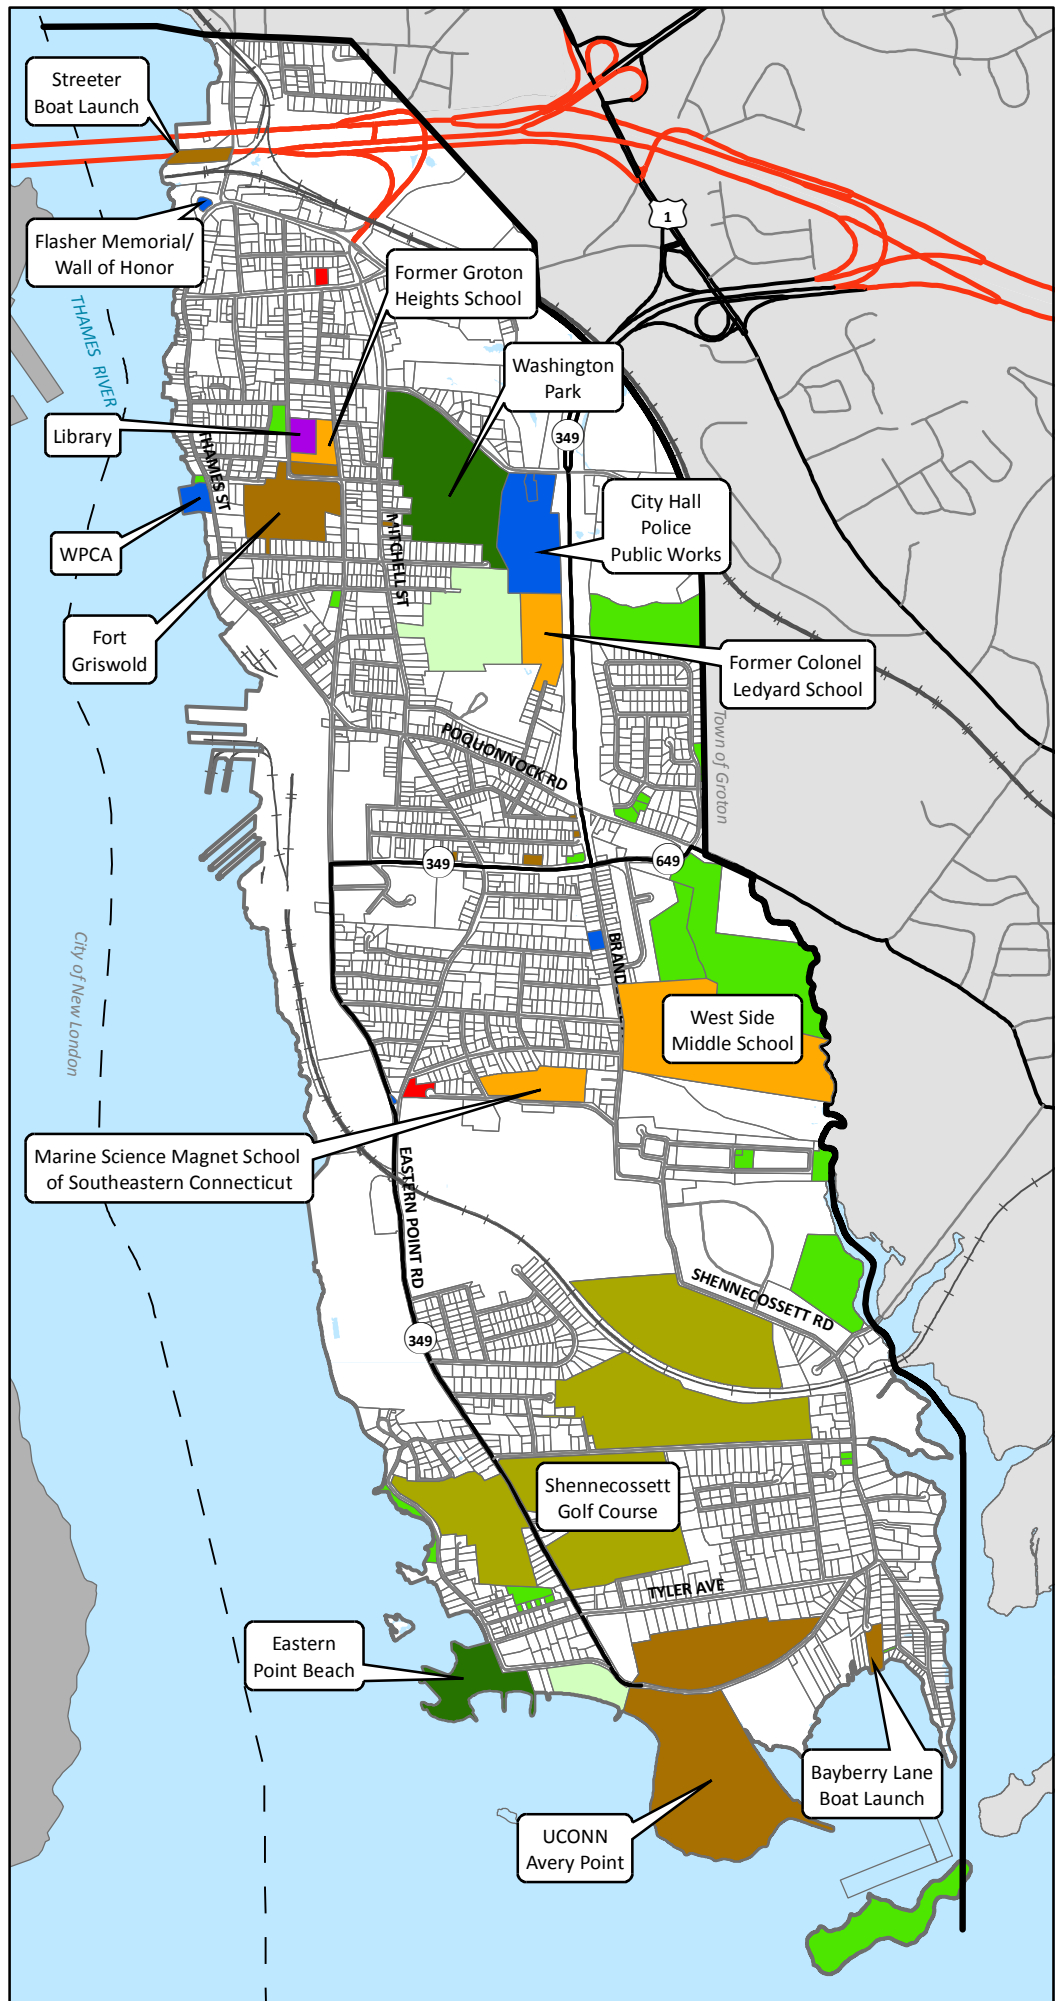 Streeter
Boat Launch
1
Flasher Memorial/
Wall of Honor
Former Groton
Heights School
THAMES RIVER
Washington
Park
Library
349
THAMES ST
City Hall
Police
Public Works
WPCA
MITCHELL ST
Fort
Griswold
Former Colonel
Ledyard School
Town of Groton
POQUONNOCK RD
349
649
City of New London
West Side
Middle School
Marine Science Magnet School
of Southeastern Connecticut
EASTERN POINT RD
SHENNECOSSETT RD
349
Shennecossett
Golf Course
TYLER AVE
Eastern
Point Beach
Bayberry Lane
Boat Launch
UCONN
Avery Point